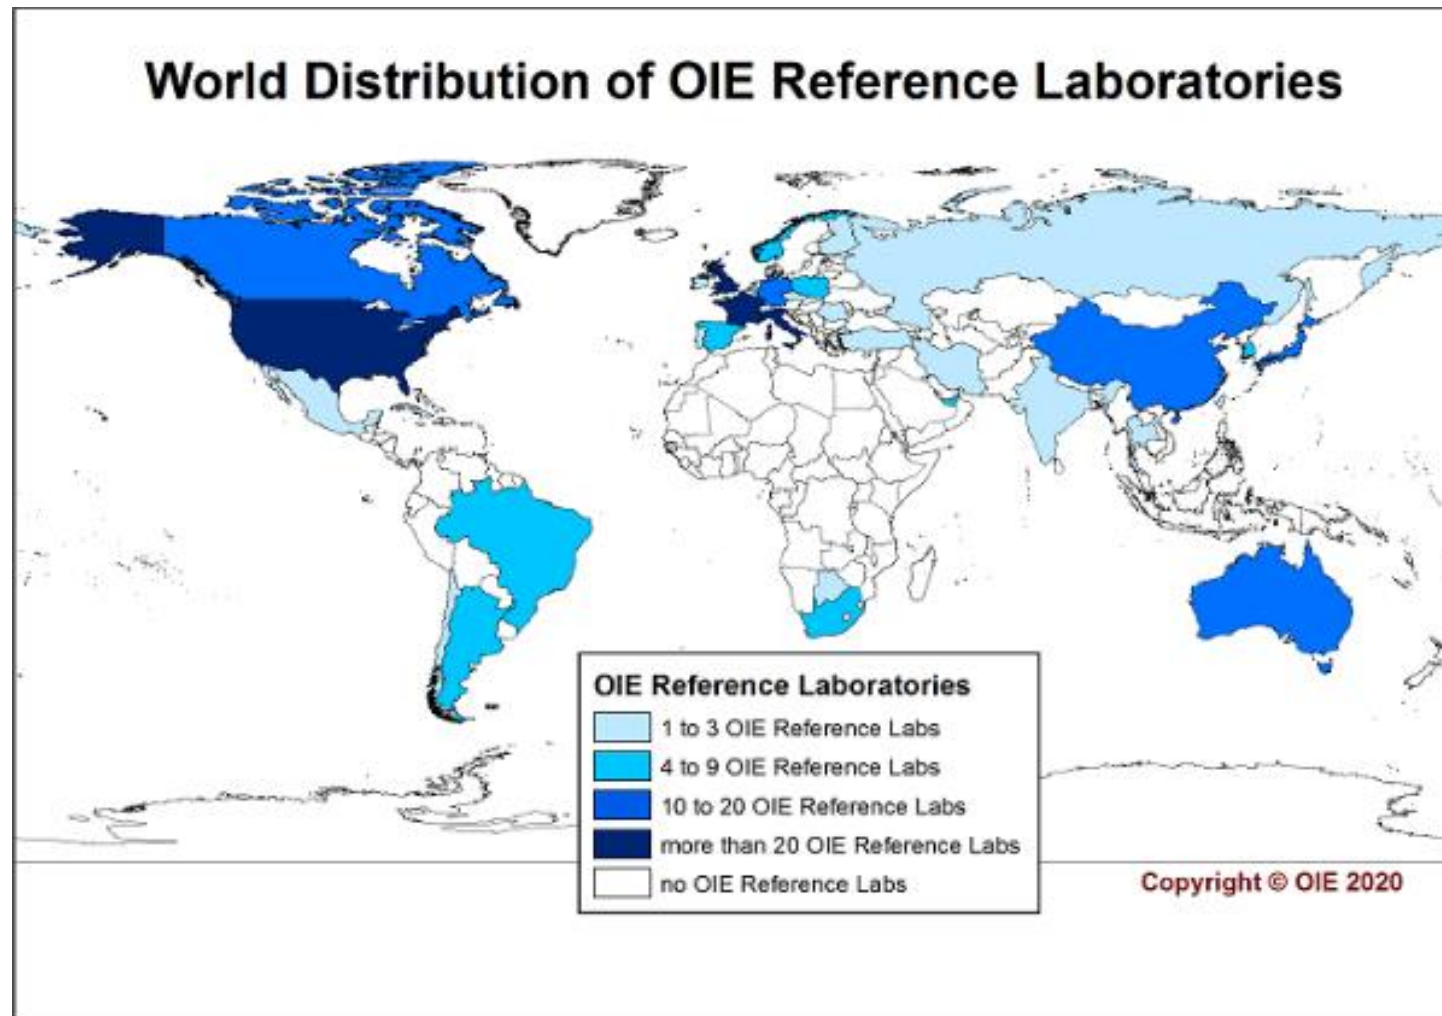 World Distribution of OIE Reference Laboratories
OIE Reference Laboratories
1 to 3 OIE Reference Labs
4 to 9 OIE Reference Labs
10 to 20 OIE Reference Labs
more than 20 OIE Reference Labs
no OIE Reference Labs
Copyright © OIE 2020